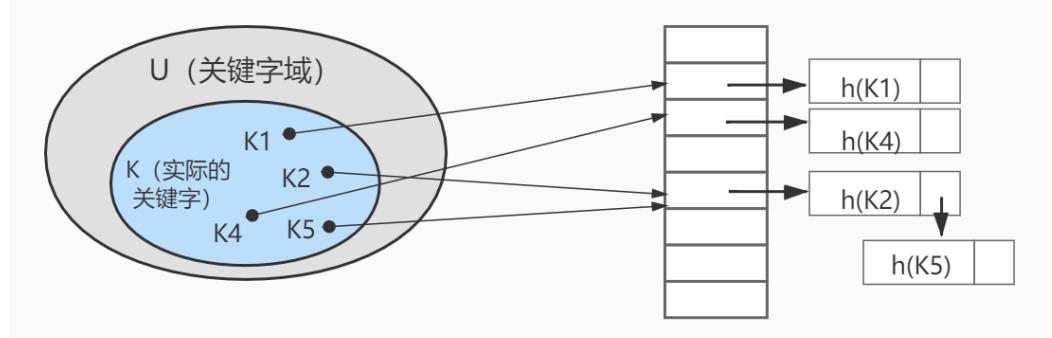 U（关键字域）
K1
K（实际的
关键字）
K2
K4
K5
h(K1)
h(K4)
h(K2)
h(K5)